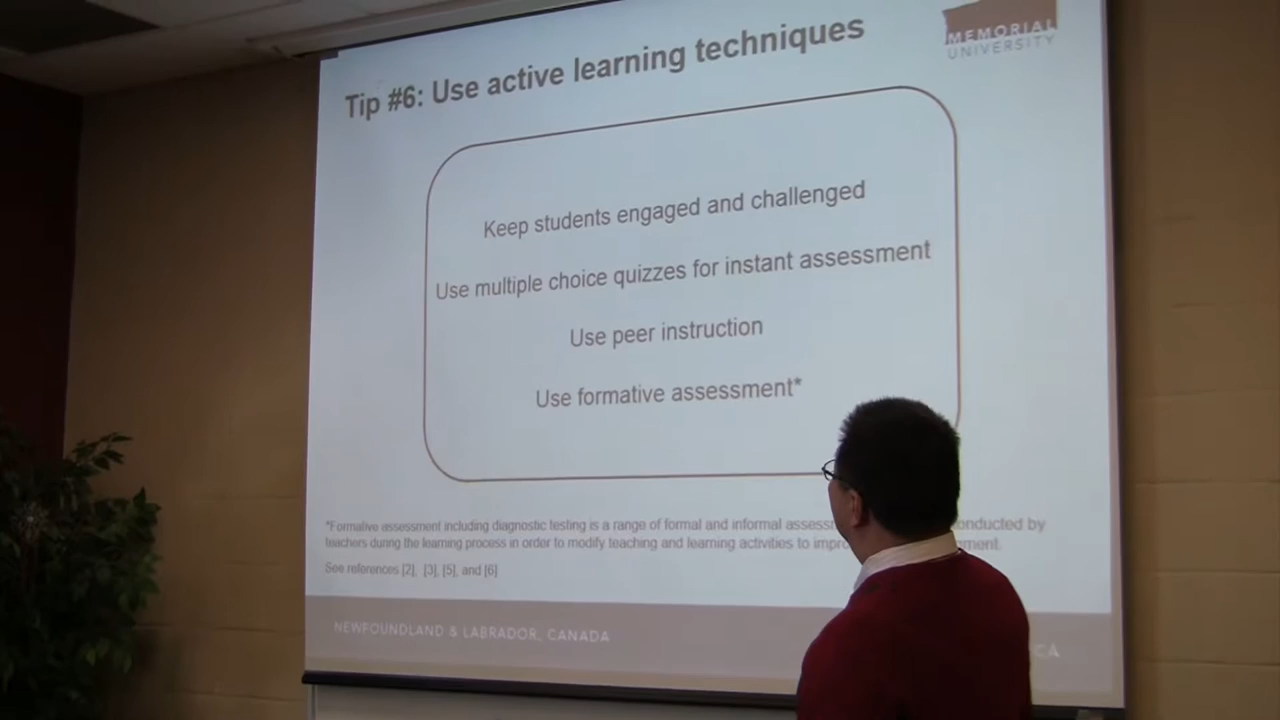 Tip #6: Use active learning techniques
MEMORIAL
UNIVERSITY
Keep students engaged and challenged
Use multiple choice quizzes for instant assessment
Use peer instruction
Use formative assessment*
*Formative assessment including diagnostic testing is a range of formal and informal conducted by
teachers during the learning process in order to modify teaching and learning activities to
See references [2], [3], [5], and [6]
NEWFOUNDLAND & LABRADOR, CANADA
CA